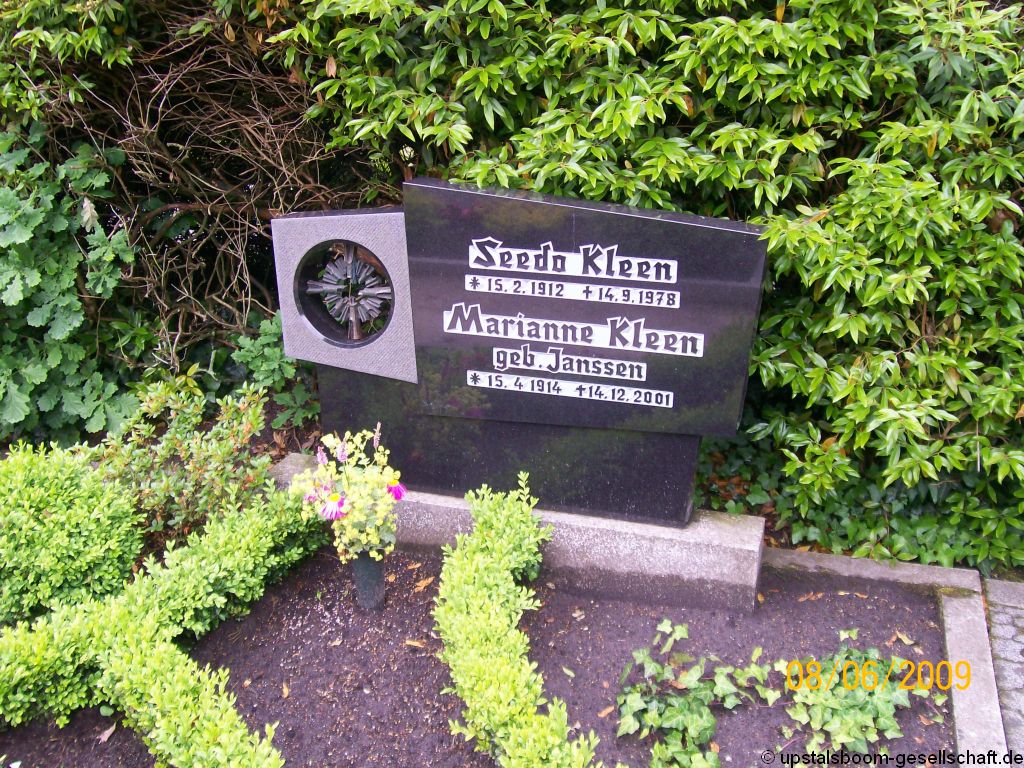 Seedo Kleen
* 15. 2. 1912 † 14. 9. 1978
Marianne Kleen
geb. Janssen
* 15. 4 1914 † 14. 12. 2001
08/06/2009
© upstalsboom-gesellschaft.de